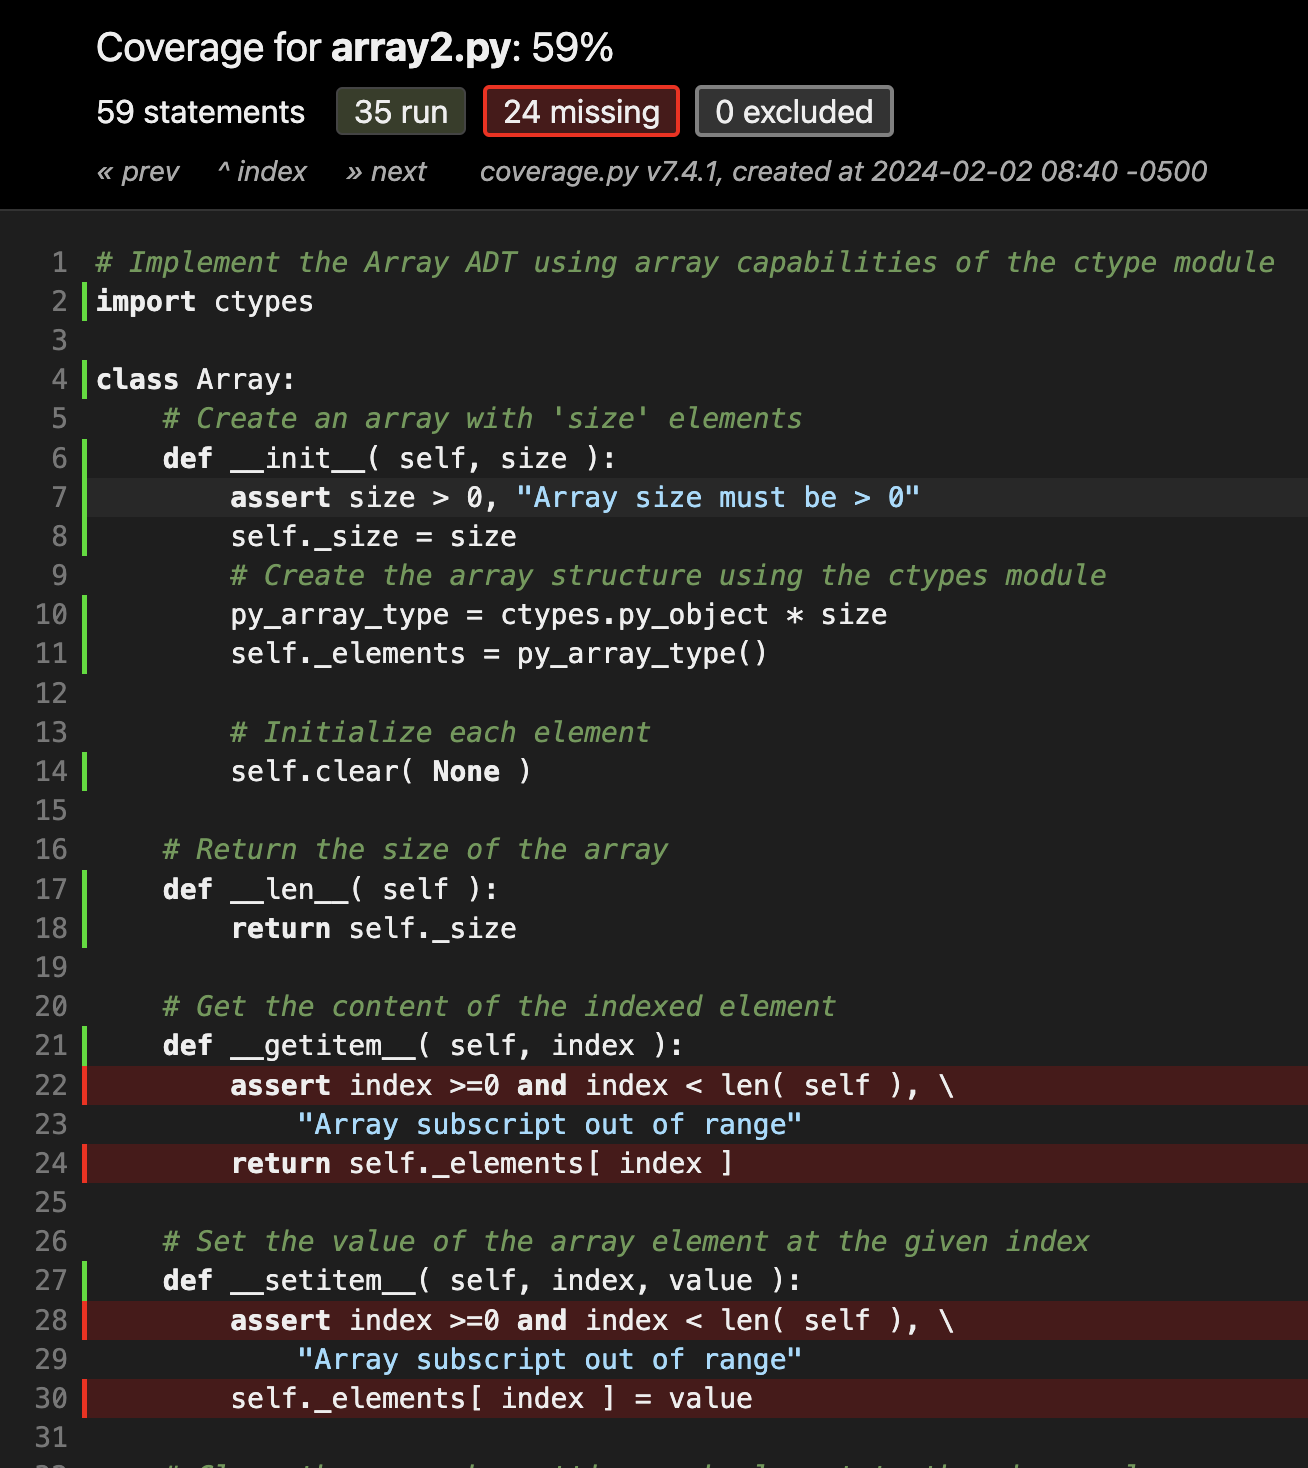 Coverage for array2.py: 59%
59 statements 35 run 24 missing 0 excluded
« prev ^ index » next coverage.py v7.4.1, created at 2024-02-02 08:40 -0500
1 # Implement the Array ADT using array capabilities of the ctype module
2 import ctypes
3
4 class Array:
5     # Create an array with 'size' elements
6     def __init__( self, size ):
7         assert size > 0, "Array size must be > 0"
8         self._size = size
9         # Create the array structure using the ctypes module
10         py_array_type = ctypes.py_object * size
11         self._elements = py_array_type()
12
13         # Initialize each element
14         self.clear( None )
15
16     # Return the size of the array
17     def __len__( self ):
18         return self._size
19
20     # Get the content of the indexed element
21     def __getitem__( self, index ):
22         assert index >=0 and index < len( self ), \
23             "Array subscript out of range"
24         return self._elements[ index ]
25
26     # Set the value of the array element at the given index
27     def __setitem__( self, index, value ):
28         assert index >=0 and index < len( self ), \
29             "Array subscript out of range"
30         self._elements[ index ] = value
31